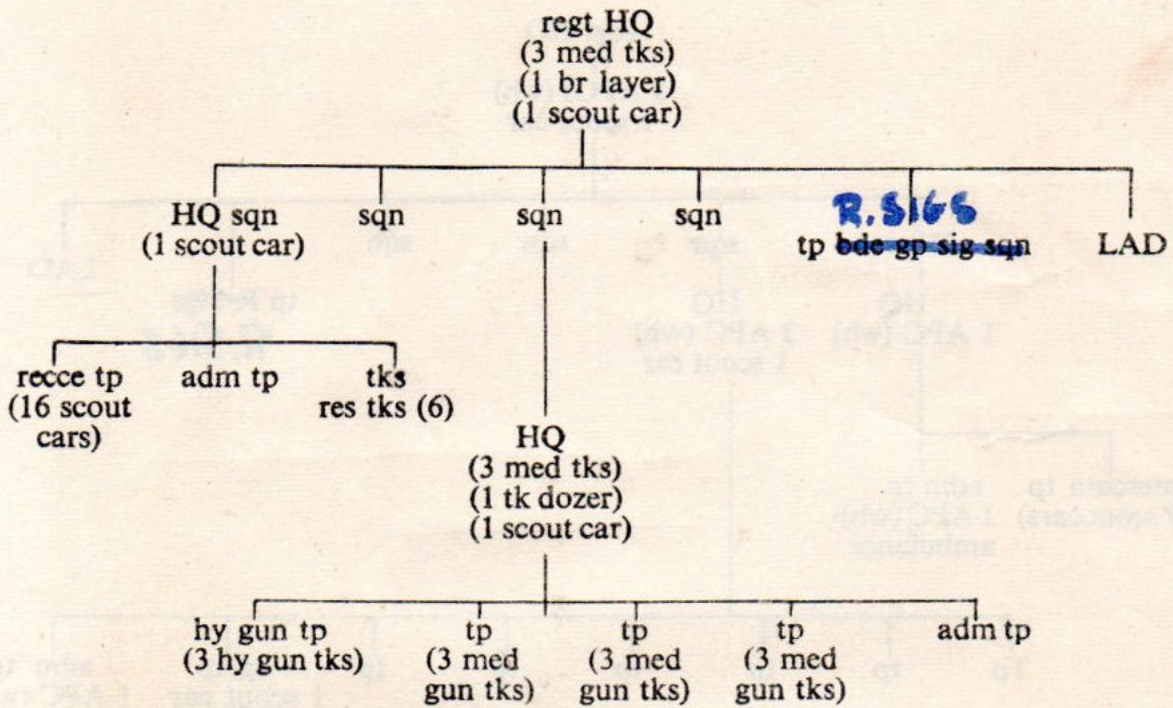 regt HQ
(3 med tks)
(1 br layer)
(1 scout car)
HQ sqn
(1 scout car)
sqn
sqn
sqn
R.SIGS
tp bde gp sig sqn
LAD
recce tp
(16 scout
cars)
adm tp
tks
res tks (6)
HQ
(3 med tks)
(1 tk dozer)
(1 scout car)
hy gun tp
(3 hy gun tks)
tp
(3 med
gun tks)
tp
(3 med
gun tks)
tp
(3 med
gun tks)
adm tp